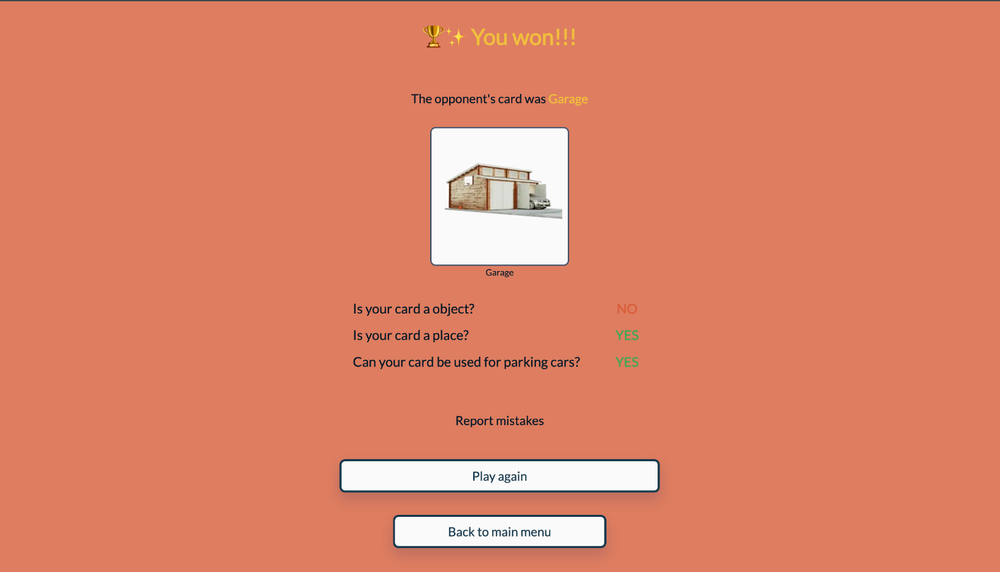 🏆✨ You won!!!
The opponent's card was Garage
Garage
Is your card a object? NO
Is your card a place? YES
Can your card be used for parking cars? YES
Report mistakes
Play again
Back to main menu